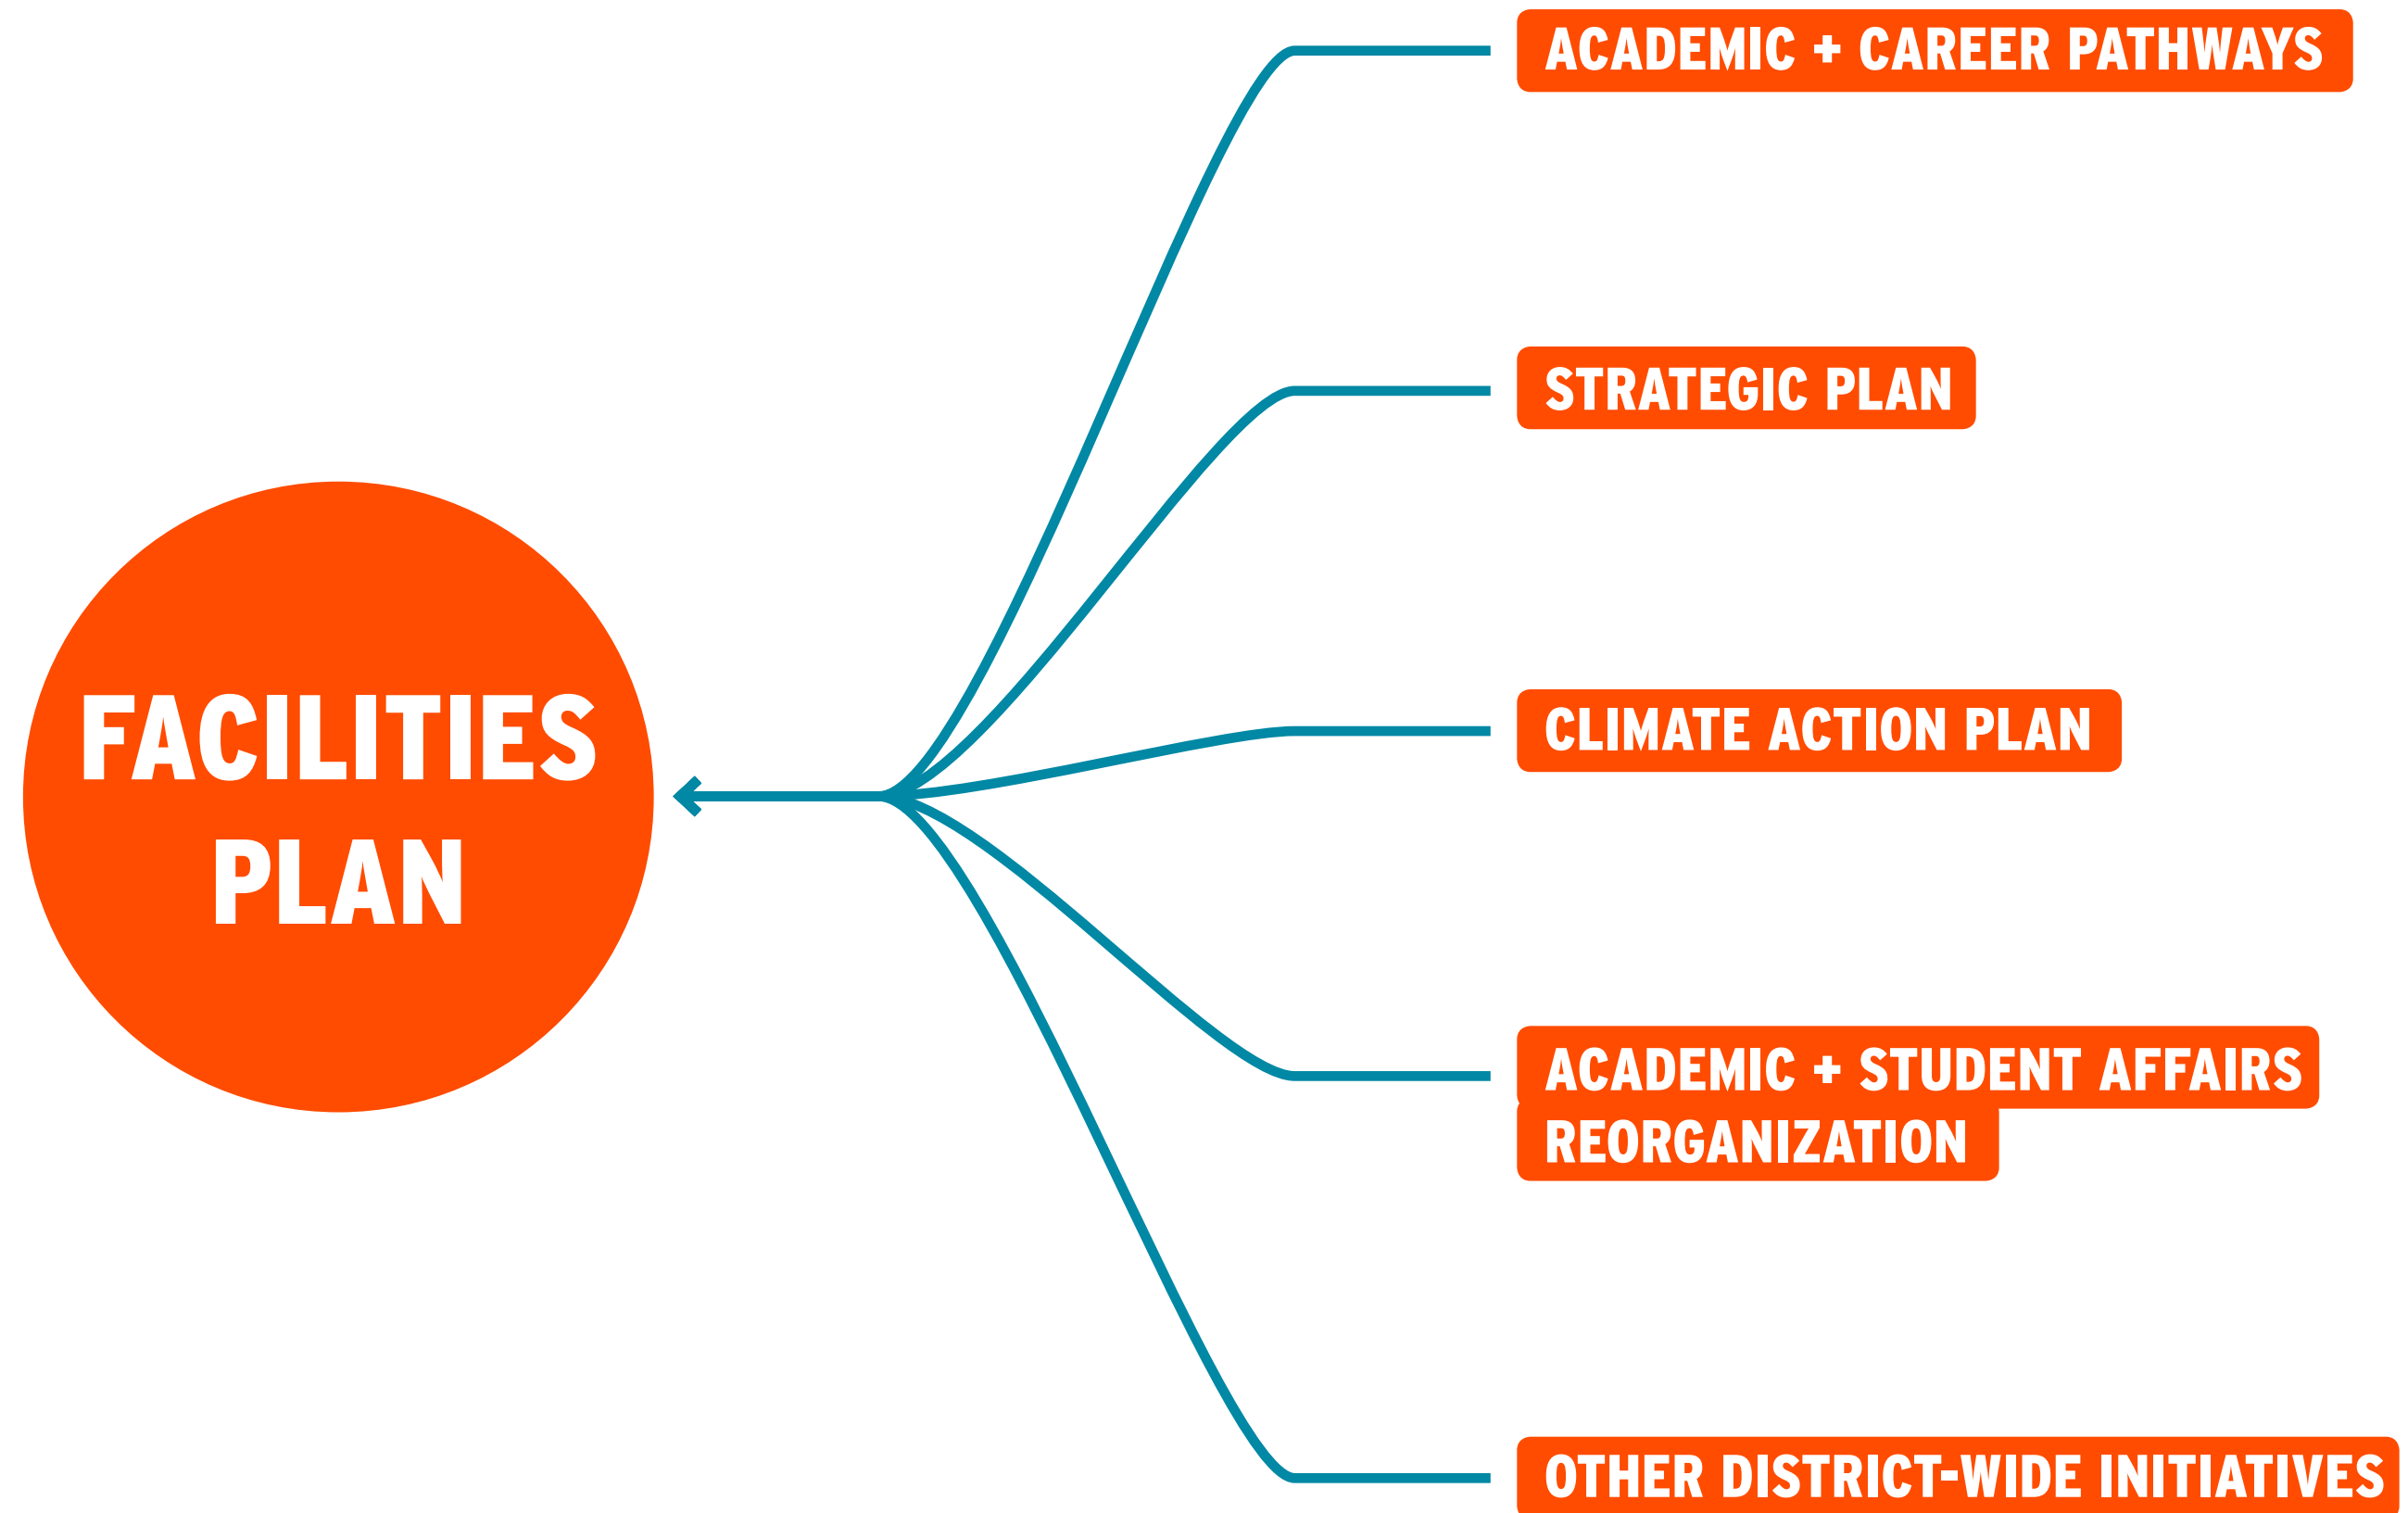 ACADEMIC + CAREER PATHWAYS
STRATEGIC PLAN
FACILITIES
PLAN
CLIMATE ACTION PLAN
ACADEMIC + STUDENT AFFAIRS
REORGANIZATION
OTHER DISTRICT-WIDE INITIATIVES